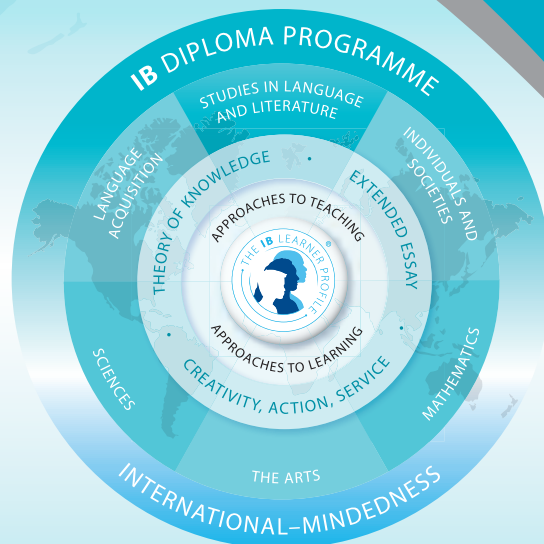 IB DIPLOMA PROGRAMME
STUDIES IN LANGUAGE
AND LITERATURE
LANGUAGE
ACQUISITION
INDIVIDUALS AND
SOCIETIES
THEORY OF KNOWLEDGE
EXTENDED ESSAY
APPROACHES TO TEACHING
THE IB LEARNER PROFILE
®
APPROACHES TO LEARNING
CREATIVITY, ACTION, SERVICE
SCIENCES
MATHEMATICS
THE ARTS
INTERNATIONAL–MINDEDNESS